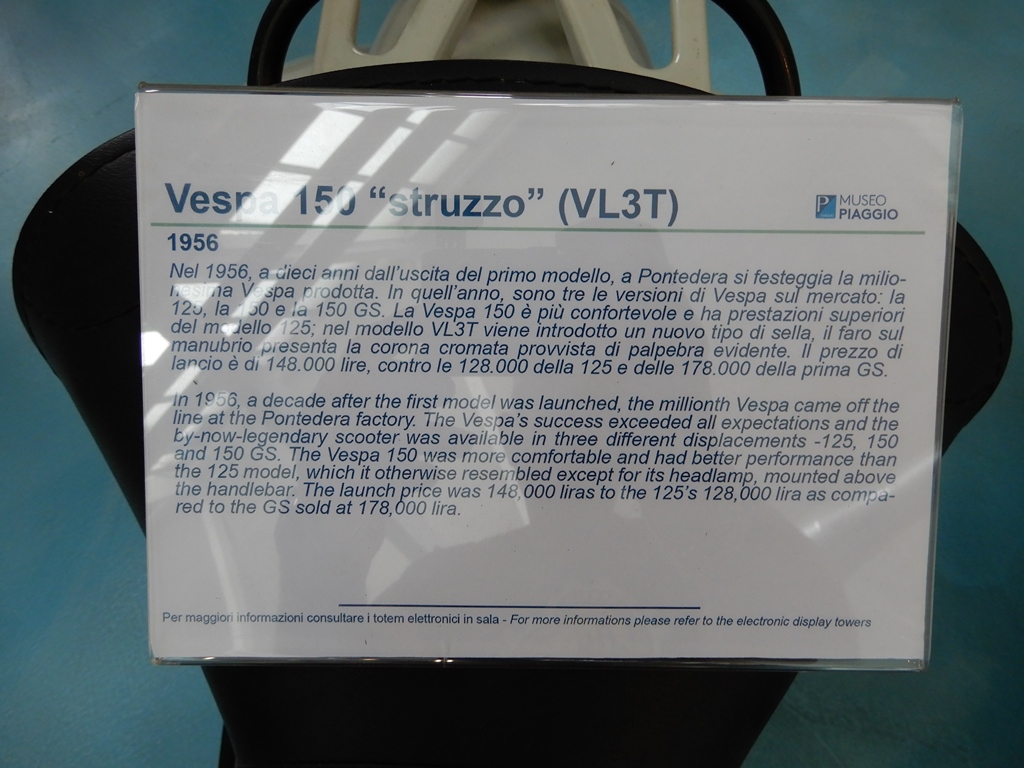 Vespa 150 “struzzo” (VL3T)
MUSEO
PIAGGIO
1956
Nel 1956, a dieci anni dall'uscita del primo modello, a Pontedera si festeggia la milio-
nesima Vespa prodotta. In quell'anno, sono tre le versioni di Vespa sul mercato: la
125, la 150 e la 150 GS. La Vespa 150 è più confortevole e ha prestazioni superiori
del modello 125; nel modello VL3T viene introdotto un nuovo tipo di sella, il faro sul
manubrio presenta la corona cromata provvista di palpebra evidente. Il prezzo di
lancio è di 148.000 lire, contro le 128.000 della 125 e delle 178.000 della prima GS.
In 1956, a decade after the first model was launched, the millionth Vespa came off the
line at the Pontedera factory. The Vespa's success exceeded all expectations and the
by-now-legendary scooter was available in three different displacements -125, 150
and 150 GS. The Vespa 150 was more comfortable and had better performance than
the 125 model, which it otherwise resembled except for its headlamp, mounted above
the handlebar. The launch price was 148,000 liras to the 125's 128,000 lira as compa-
red to the GS sold at 178,000 lira.
Per maggiori informazioni consultare i totem elettronici in sala - For more informations please refer to the electronic display towers